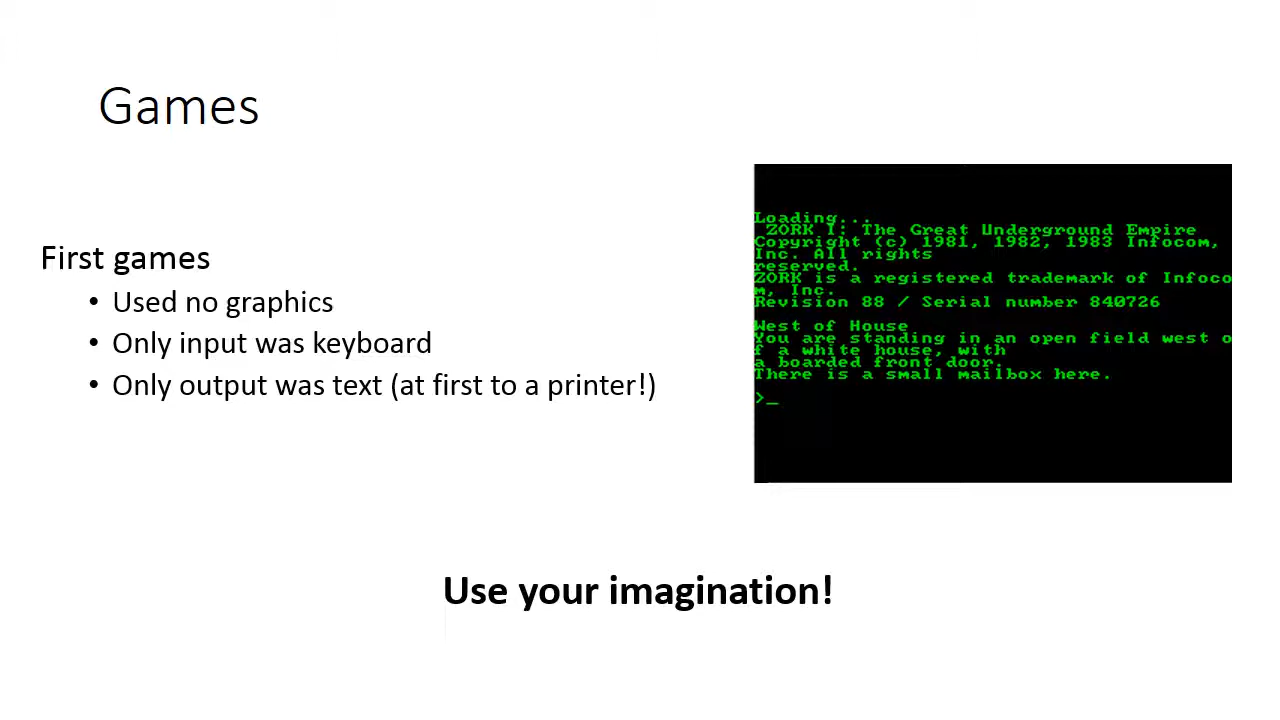 Games
First games
• Used no graphics
• Only input was keyboard
• Only output was text (at first to a printer!)
Loading...
ZORK I: The Great Underground Empire
Copyright (c) 1981, 1982, 1983 Infocom,
Inc. All rights
reserved.
ZORK is a registered trademark of Infoco
m, Inc.
Revision 88 / Serial number 840726
West of House
You are standing in an open field west o
f a white house, with
a boarded front door.
There is a small mailbox here.
>_
Use your imagination!